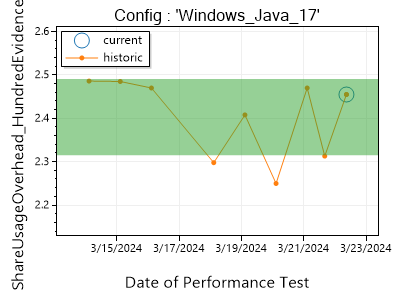 Config : 'Windows_Java_17'
ShareUsageOverhead_HundredEvidence
current
historic
2.6
2.5
2.4
2.3
2.2
3/15/2024 3/17/2024 3/19/2024 3/21/2024 3/23/2024
Date of Performance Test